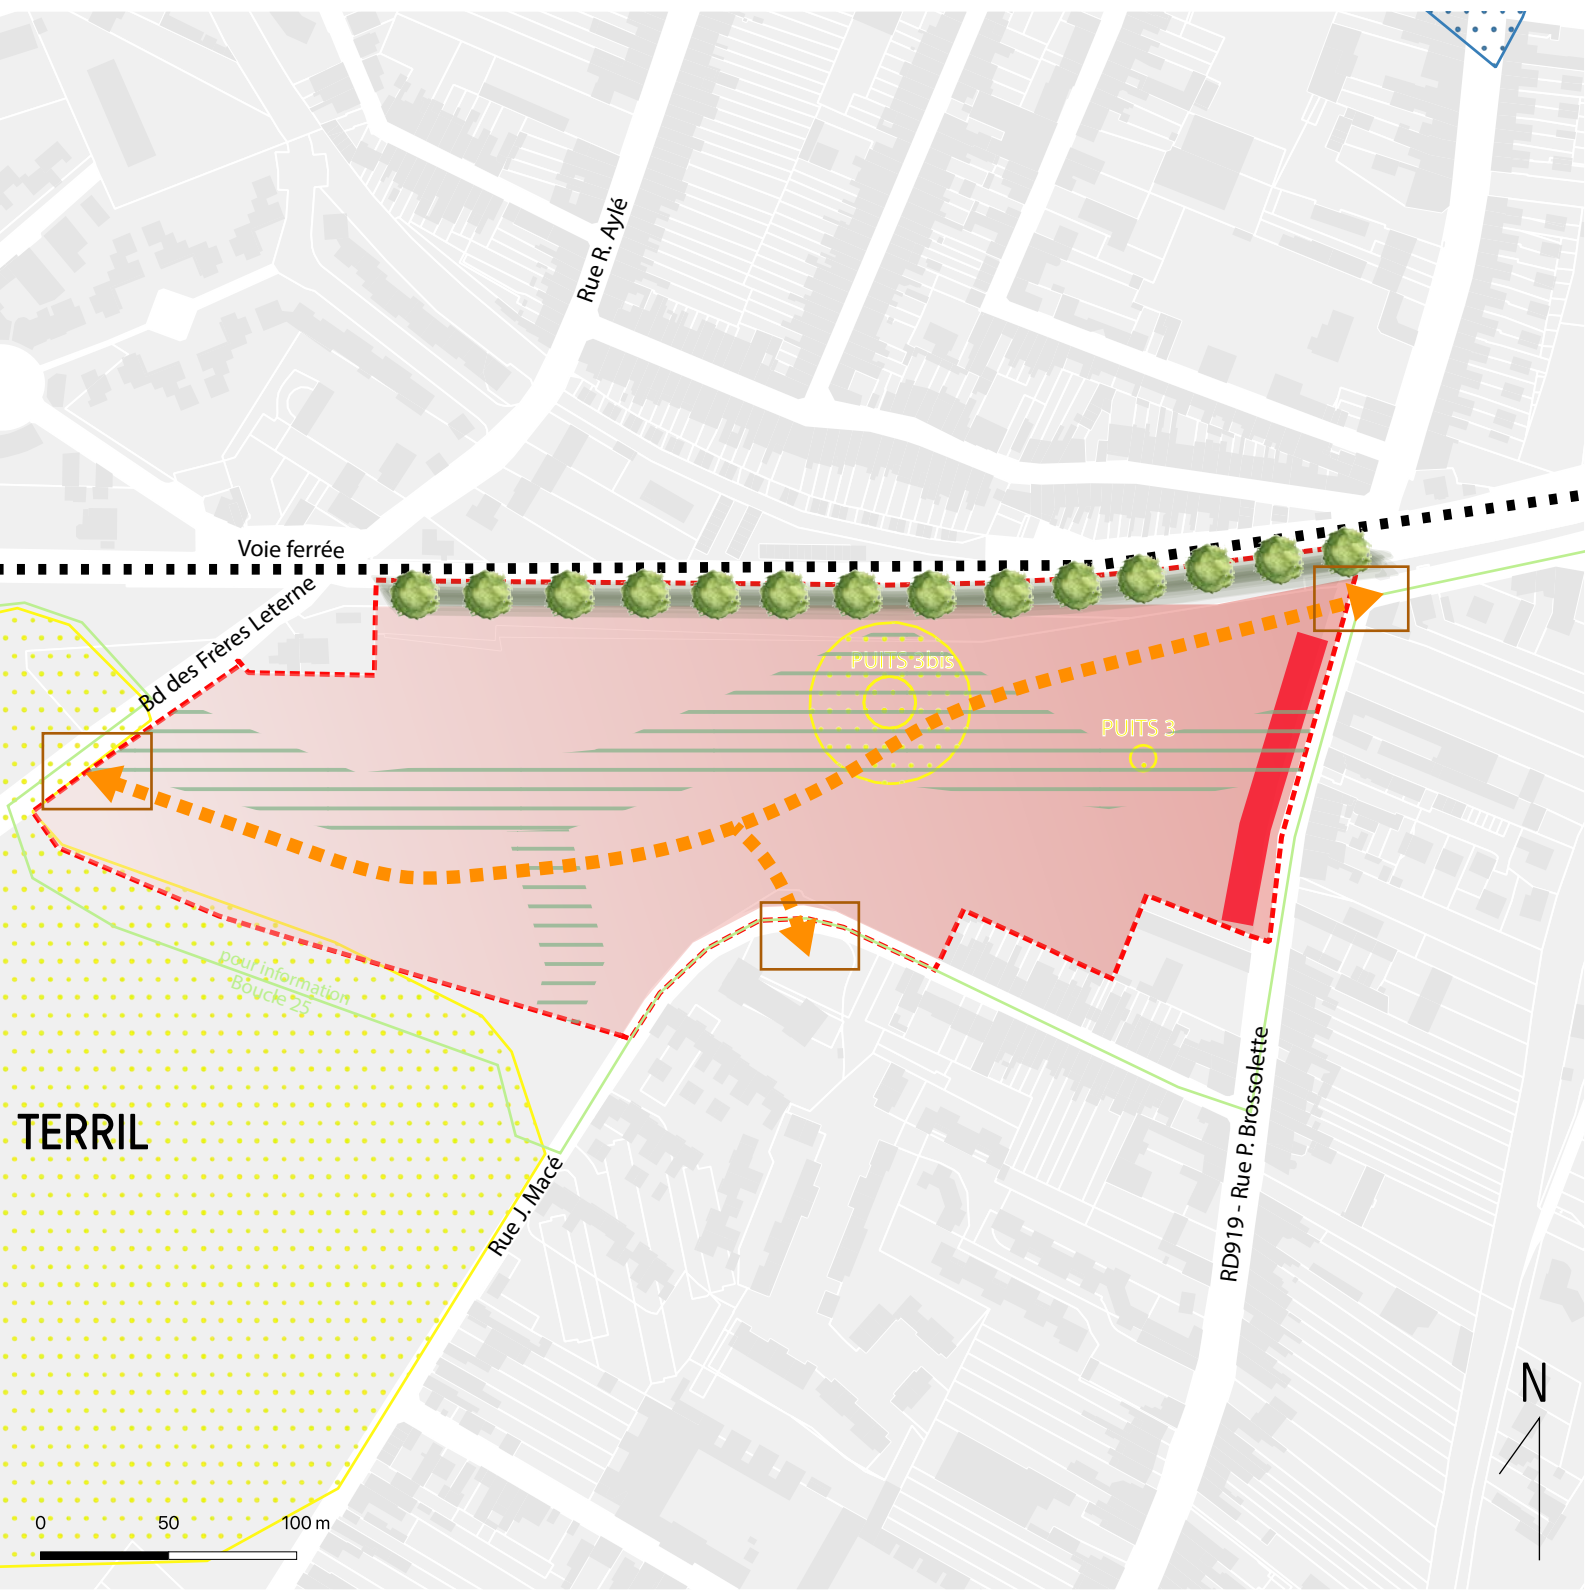 Rue R. Aylé
Voie ferrée
Bd des Frères Leterne
PUITS 3bis
PUITS 3
pour information
Boucle 25
TERRIL
Rue J. Macé
RD919 - Rue P. Brossolette
N
0 50 100 m